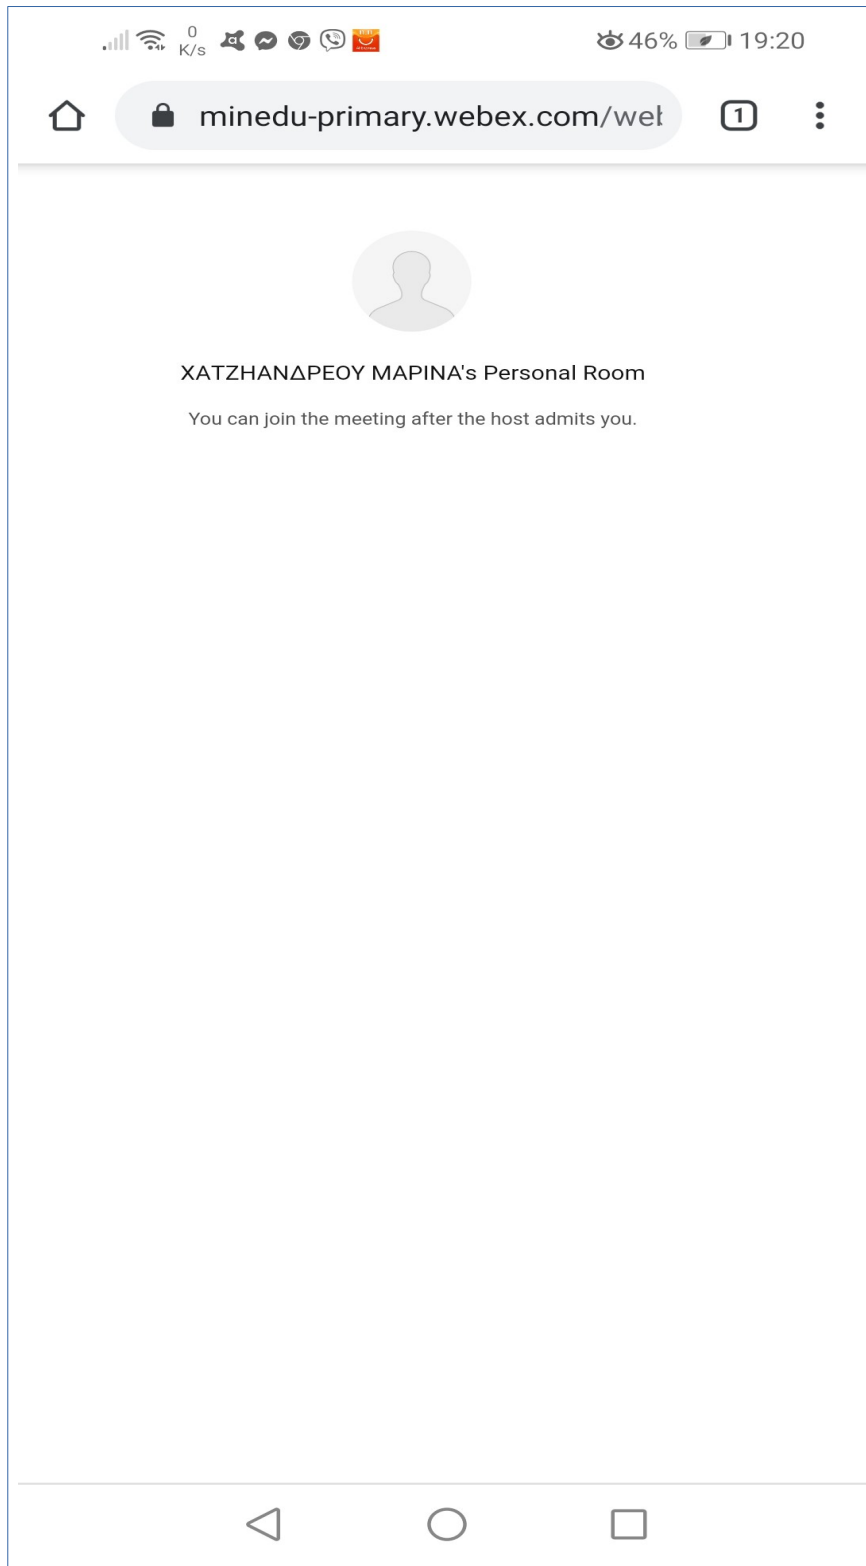 0
K/s
46%
19:20
minedu-primary.webex.com/wel
1
ΧΑΤΖΗΑΝΔΡΕΟΥ ΜΑΡΙΝΑ's Personal Room
You can join the meeting after the host admits you.